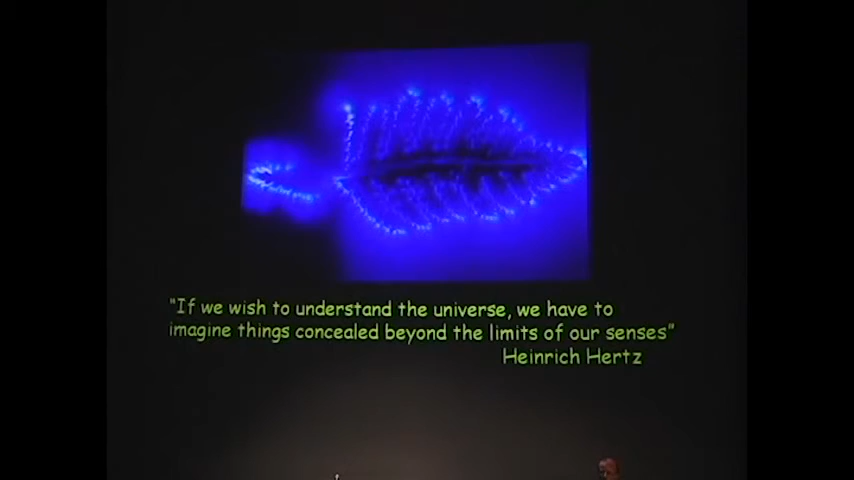 "If we wish to understand the universe, we have to
imagine things concealed beyond the limits of our senses"
Heinrich Hertz